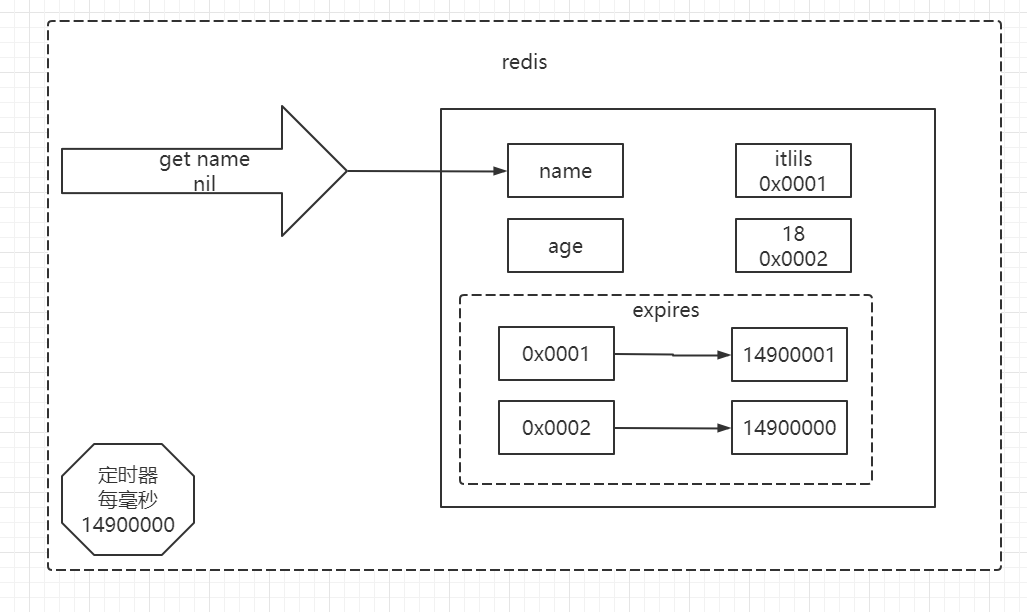 redis
get name
nil
name
itlils
0x0001
age
18
0x0002
expires
0x0001
14900001
0x0002
14900000
定时器
每毫秒
14900000